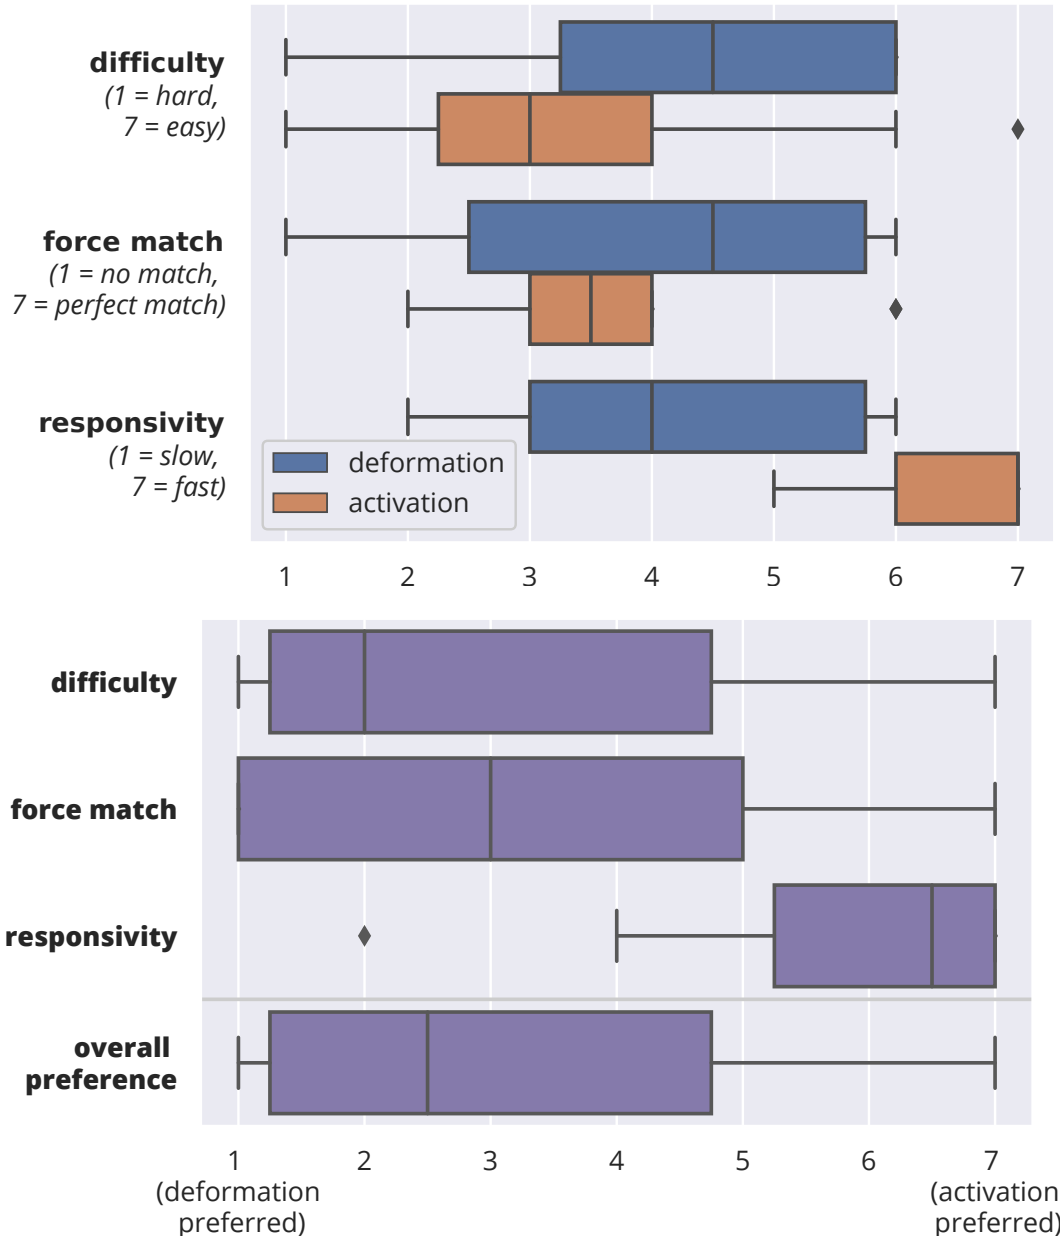 difficulty
(1 = hard,
7 = easy)
force match
(1 = no match,
7 = perfect match)
responsivity
(1 = slow,
7 = fast)
deformation
activation
1 2 3 4 5 6 7
difficulty
force match
responsivity
overall
preference
1 2 3 4 5 6 7
(deformation (activation
preferred) preferred)